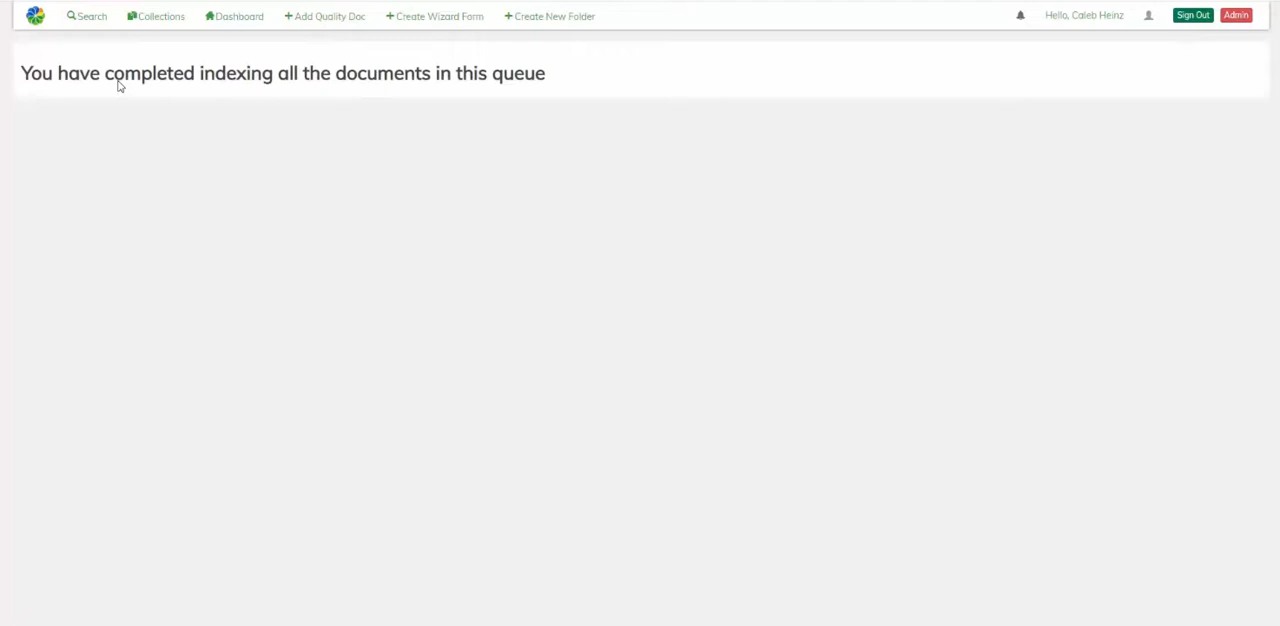 Search Collections Dashboard Add Quality Doc Create Wizard Form Create New Folder Hello, Caleb Heinz Sign Out Admin
You have completed indexing all the documents in this queue